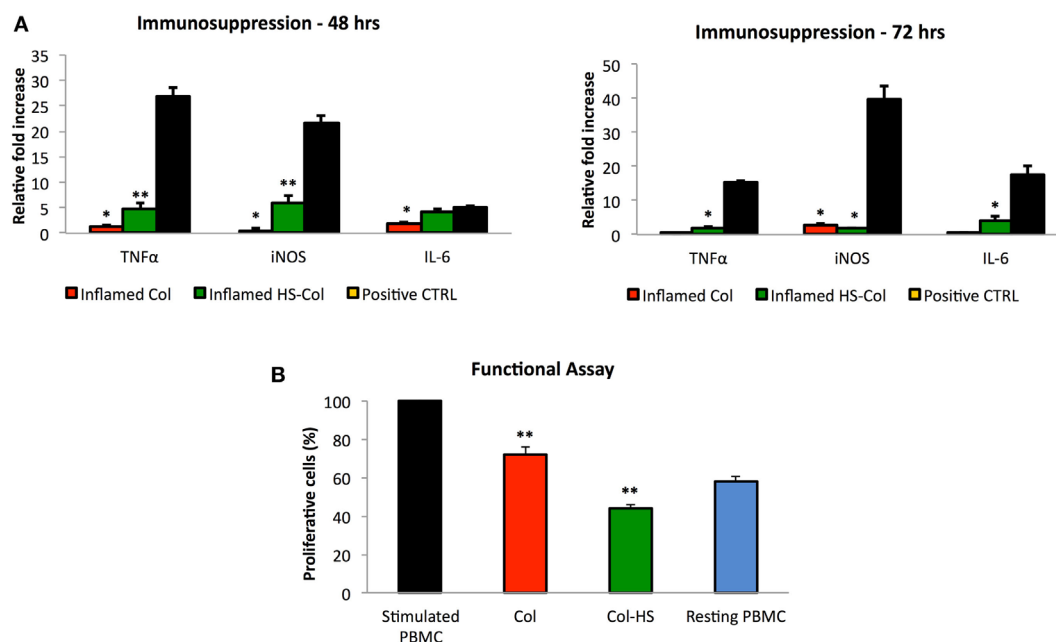 A
Immunosuppression - 48 hrs
Relative fold increase
35
30
25
20
15
10
5
0
*
**
*
**
*
TNFα
iNOS
IL-6
Inflamed Col
Inflamed HS-Col
Positive CTRL
Immunosuppression - 72 hrs
Relative fold increase
50
40
30
20
10
0
*
*
*
*
TNFα
iNOS
IL-6
Inflamed Col
Inflamed HS-Col
Positive CTRL
B
Functional Assay
Proliferative cells (%)
100
80
60
40
20
0
**
**
Stimulated
PBMC
Col
Col-HS
Resting PBMC